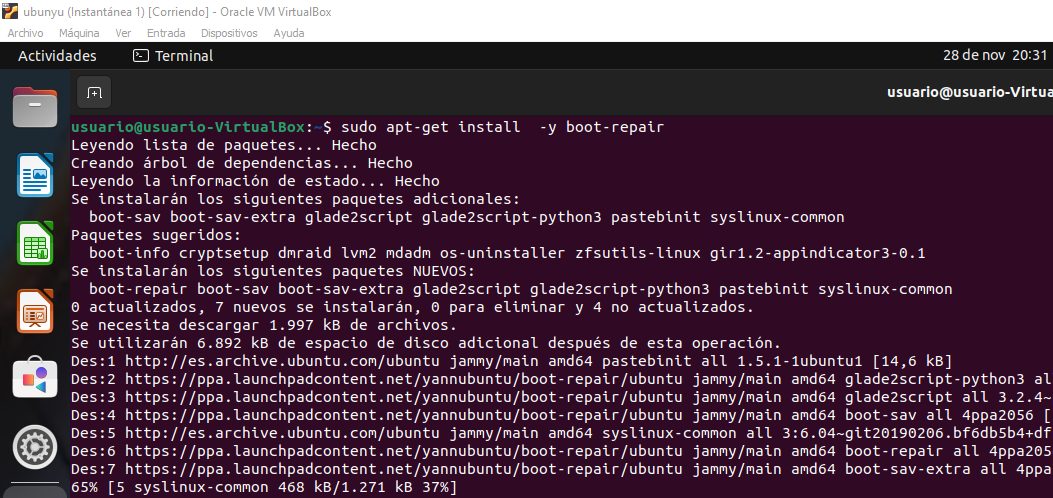 ubunyu (Instantánea 1) [Corriendo] - Oracle VM VirtualBox
Archivo Máquina Ver Entrada Dispositivos Ayuda
Actividades Terminal 28 de nov 20:31
usuario@usuario-Virtua
usuario@usuario-VirtualBox:~$ sudo apt-get install  -y boot-repair
Leyendo lista de paquetes... Hecho
Creando árbol de dependencias... Hecho
Leyendo la información de estado... Hecho
Se instalarán los siguientes paquetes adicionales:
  boot-sav boot-sav-extra glade2script glade2script-python3 pastebinit syslinux-common
Paquetes sugeridos:
  boot-info cryptsetup dmraid lvm2 mdadm os-uninstaller zfsutils-linux gir1.2-appindicator3-0.1
Se instalarán los siguientes paquetes NUEVOS:
  boot-repair boot-sav boot-sav-extra glade2script glade2script-python3 pastebinit syslinux-common
0 actualizados, 7 nuevos se instalarán, 0 para eliminar y 4 no actualizados.
Se necesita descargar 1.997 kB de archivos.
Se utilizarán 6.892 kB de espacio de disco adicional después de esta operación.
Des:1 http://es.archive.ubuntu.com/ubuntu jammy/main amd64 pastebinit all 1.5.1-1ubuntu1 [14,6 kB]
Des:2 https://ppa.launchpadcontent.net/yannubuntu/boot-repair/ubuntu jammy/main amd64 glade2script-python3 al
Des:3 https://ppa.launchpadcontent.net/yannubuntu/boot-repair/ubuntu jammy/main amd64 glade2script all 3.2.4~
Des:4 https://ppa.launchpadcontent.net/yannubuntu/boot-repair/ubuntu jammy/main amd64 boot-sav all 4ppa2056 [
Des:5 http://es.archive.ubuntu.com/ubuntu jammy/main amd64 syslinux-common all 3:6.04~git20190206.bf6db5b4+df
Des:6 https://ppa.launchpadcontent.net/yannubuntu/boot-repair/ubuntu jammy/main amd64 boot-repair all 4ppa205
Des:7 https://ppa.launchpadcontent.net/yannubuntu/boot-repair/ubuntu jammy/main amd64 boot-sav-extra all 4ppa
65% [5 syslinux-common 468 kB/1.271 kB 37%]